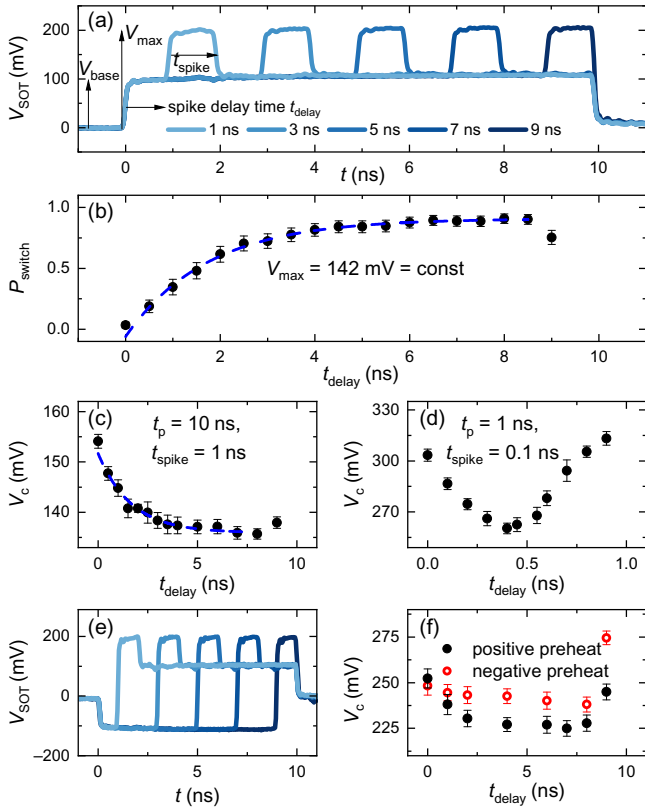 (a)
V_SOT (mV)
200
100
0
V_max
V_base
t_spike
spike delay time t_delay
1 ns 3 ns 5 ns 7 ns 9 ns
0 2 4 6 8 10
t (ns)
(b)
P_switch
1.0
0.5
0.0
V_max = 142 mV = const
0 2 4 6 8 10
t_delay (ns)
(c)
V_c (mV)
160
150
140
t_p = 10 ns,
t_spike = 1 ns
0 5 10
t_delay (ns)
(d)
V_c (mV)
330
300
270
t_p = 1 ns,
t_spike = 0.1 ns
0.0 0.5 1.0
t_delay (ns)
(e)
V_SOT (mV)
200
100
0
−200
0 5 10
t (ns)
(f)
V_c (mV)
275
250
225
positive preheat
negative preheat
0 5 10
t_delay (ns)